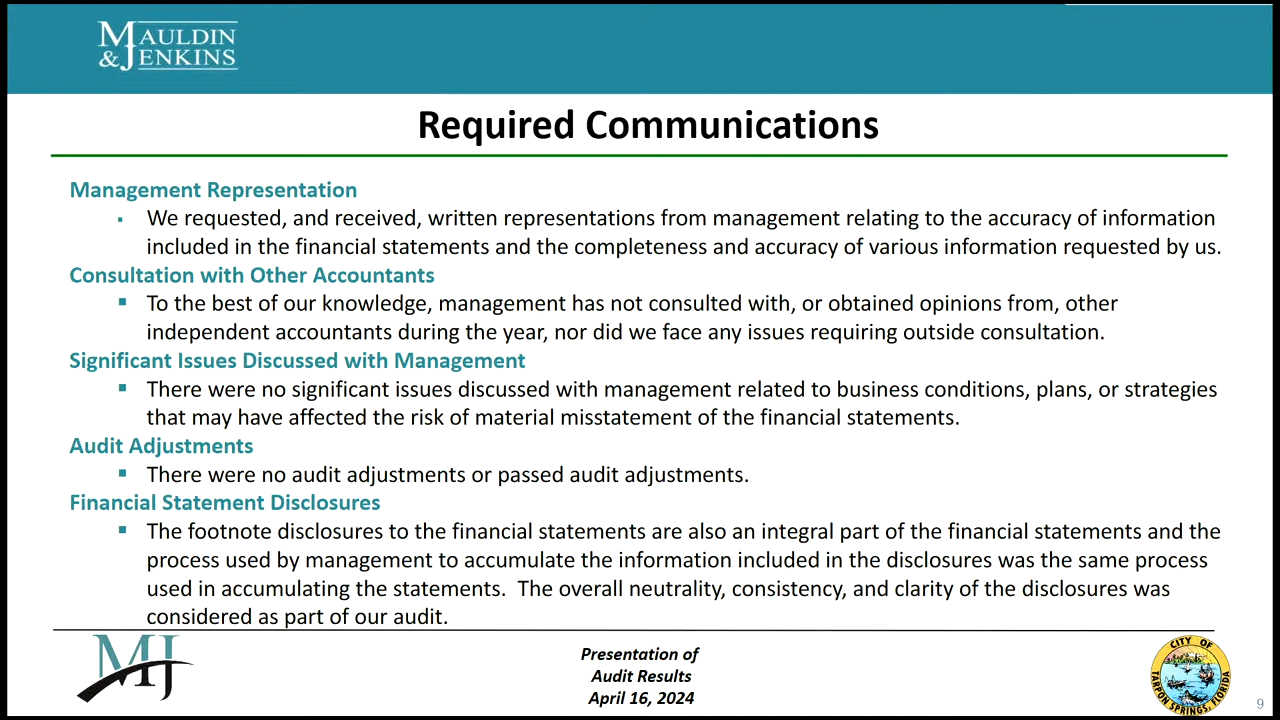 MAULDIN
& JENKINS
Required Communications
Management Representation
▪ We requested, and received, written representations from management relating to the accuracy of information
included in the financial statements and the completeness and accuracy of various information requested by us.
Consultation with Other Accountants
▪ To the best of our knowledge, management has not consulted with, or obtained opinions from, other
independent accountants during the year, nor did we face any issues requiring outside consultation.
Significant Issues Discussed with Management
▪ There were no significant issues discussed with management related to business conditions, plans, or strategies
that may have affected the risk of material misstatement of the financial statements.
Audit Adjustments
▪ There were no audit adjustments or passed audit adjustments.
Financial Statement Disclosures
▪ The footnote disclosures to the financial statements are also an integral part of the financial statements and the
process used by management to accumulate the information included in the disclosures was the same process
used in accumulating the statements.  The overall neutrality, consistency, and clarity of the disclosures was
considered as part of our audit.
MJ
Presentation of
Audit Results
April 16, 2024
CITY OF
TARPON SPRINGS, FLORIDA
9